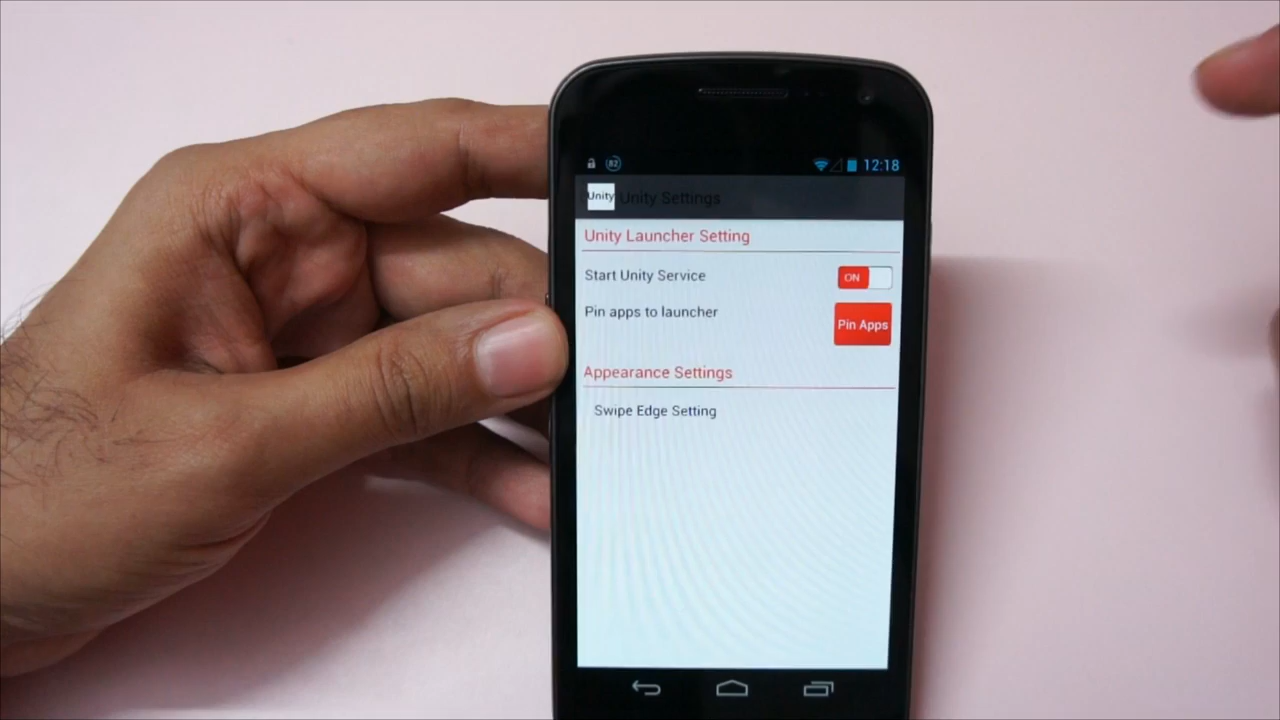 82
12:18
Unity Unity Settings
Unity Launcher Setting
Start Unity Service
ON
Pin apps to launcher
Pin Apps
Appearance Settings
Swipe Edge Setting